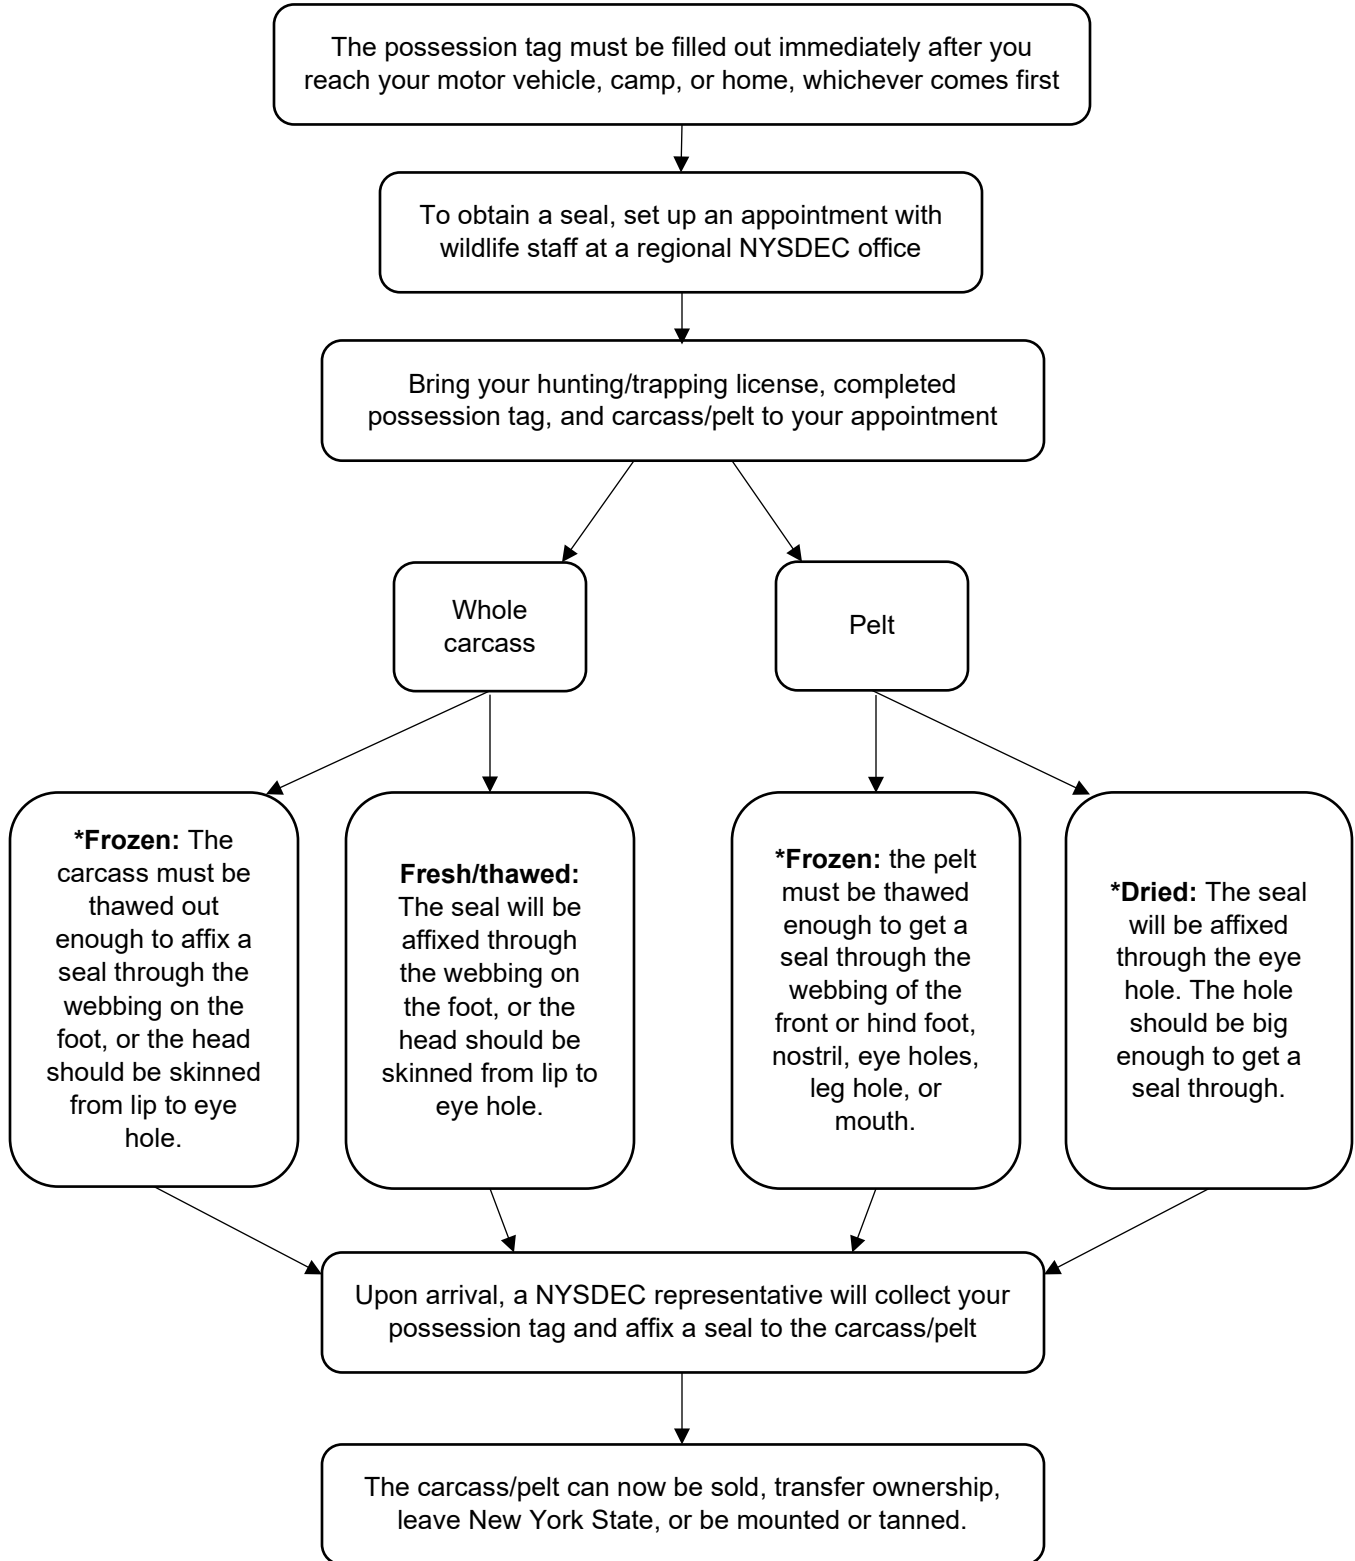 The possession tag must be filled out immediately after you
reach your motor vehicle, camp, or home, whichever comes first
To obtain a seal, set up an appointment with
wildlife staff at a regional NYSDEC office
Bring your hunting/trapping license, completed
possession tag, and carcass/pelt to your appointment
Whole
carcass
Pelt
*Frozen: The
carcass must be
thawed out
enough to affix a
seal through the
webbing on the
foot, or the head
should be skinned
from lip to eye
hole.
Fresh/thawed:
The seal will be
affixed through
the webbing on
the foot, or the
head should be
skinned from lip to
eye hole.
*Frozen: the pelt
must be thawed
enough to get a
seal through the
webbing of the
front or hind foot,
nostril, eye holes,
leg hole, or
mouth.
*Dried: The seal
will be affixed
through the eye
hole. The hole
should be big
enough to get a
seal through.
Upon arrival, a NYSDEC representative will collect your
possession tag and affix a seal to the carcass/pelt
The carcass/pelt can now be sold, transfer ownership,
leave New York State, or be mounted or tanned.